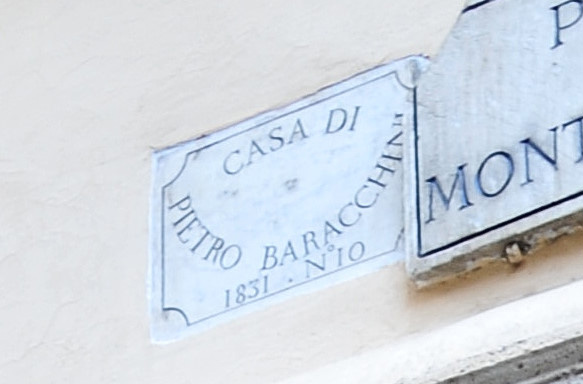 CASA DI
PIETRO BARACCHINI
1831 . N° 10
P
MONT